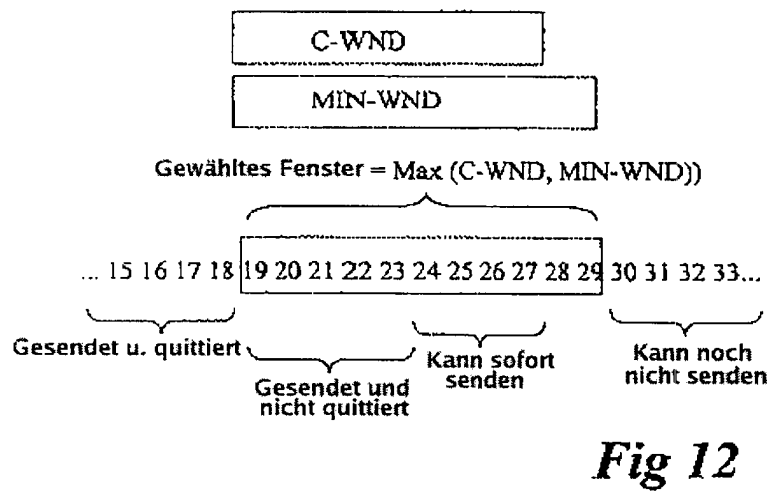 C-WND
MIN-WND
Gewähltes Fenster = Max (C-WND, MIN-WND))
... 15 16 17 18 19 20 21 22 23 24 25 26 27 28 29 30 31 32 33...
Gesendet u. quittiert
Gesendet und
nicht quittiert
Kann sofort
senden
Kann noch
nicht senden
Fig 12